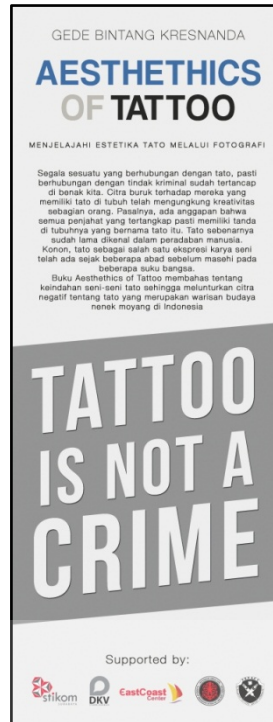 GEDE BINTANG KRESNANDA
AESTHETHICS
OF TATTOO
MENJELAJAHI ESTETIKA TATO MELALUI FOTOGRAFI
Segala sesuatu yang berhubungan dengan tato, pasti
berhubungan dengan tindak kriminal sudah tertancap
di benak kita. Citra buruk terhadap mereka yang
memiliki tato di tubuh telah mengungkung kreativitas
sebagian orang. Pasalnya, ada anggapan bahwa
semua penjahat yang tertangkap pasti memiliki tanda
di tubuhnya yang bernama tato itu. Tato sebenarnya
sudah lama dikenal dalam peradaban manusia.
Konon, tato sebagai salah satu ekspresi karya seni
telah ada sejak beberapa abad sebelum masehi pada
beberapa suku bangsa.
Buku Aesthethics of Tattoo membahas tentang
keindahan seni-seni tato sehingga melunturkan citra
negatif tentang tato yang merupakan warisan budaya
nenek moyang di Indonesia
TATTOO
IS NOT A
CRIME
Supported by:
stikom
DKV
EastCoast
Center